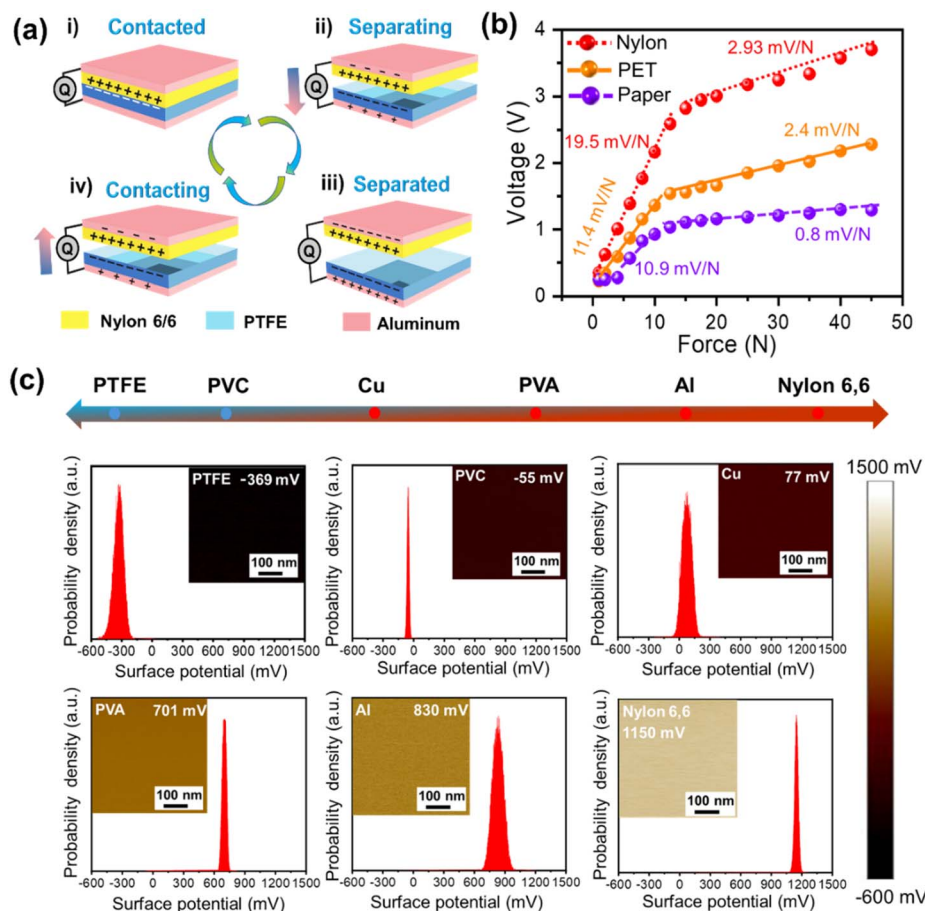 (a)
i) Contacted
ii) Separating
Q
Q
iv) Contacting
iii) Separated
Q
Q
Nylon 6/6 PTFE Aluminum
(b)
Nylon
PET
Paper
2.93 mV/N
19.5 mV/N
2.4 mV/N
11.4 mV/N
0.8 mV/N
10.9 mV/N
Voltage (V)
4
3
2
1
0
0 10 20 30 40 50
Force (N)
(c)
PTFE PVC Cu PVA Al Nylon 6,6
Probability density (a.u.)
PTFE -369 mV
100 nm
-600 -300 0 300 600 900 1200 1500
Surface potential (mV)
Probability density (a.u.)
PVC -55 mV
100 nm
-600 -300 0 300 600 900 1200 1500
Surface potential (mV)
Probability density (a.u.)
Cu 77 mV
100 nm
-600 -300 0 300 600 900 1200 1500
Surface potential (mV)
1500 mV
Probability density (a.u.)
PVA 701 mV
100 nm
-600 -300 0 300 600 900 1200 1500
Surface potential (mV)
Probability density (a.u.)
Al 830 mV
100 nm
-600 -300 0 300 600 900 1200 1500
Surface potential (mV)
Probability density (a.u.)
Nylon 6,6
1150 mV
100 nm
-600 -300 0 300 600 900 1200 1500
Surface potential (mV)
-600 mV